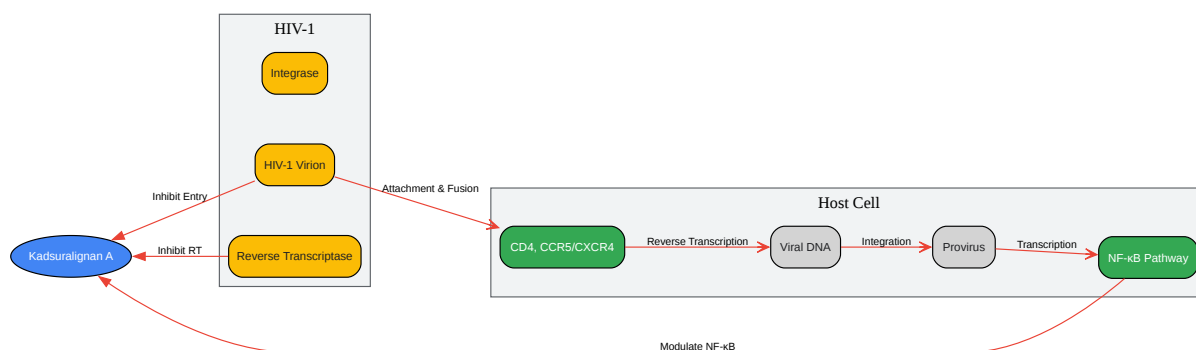 HIV-1
Integrase
HIV-1 Virion
Inhibit Entry
Attachment & Fusion
Host Cell
Kadsuralignan A
Inhibit RT
Reverse Transcriptase
CD4, CCR5/CXCR4
Reverse Transcription
Viral DNA
Integration
Provirus
Transcription
NF-κB Pathway
Modulate NF-κB